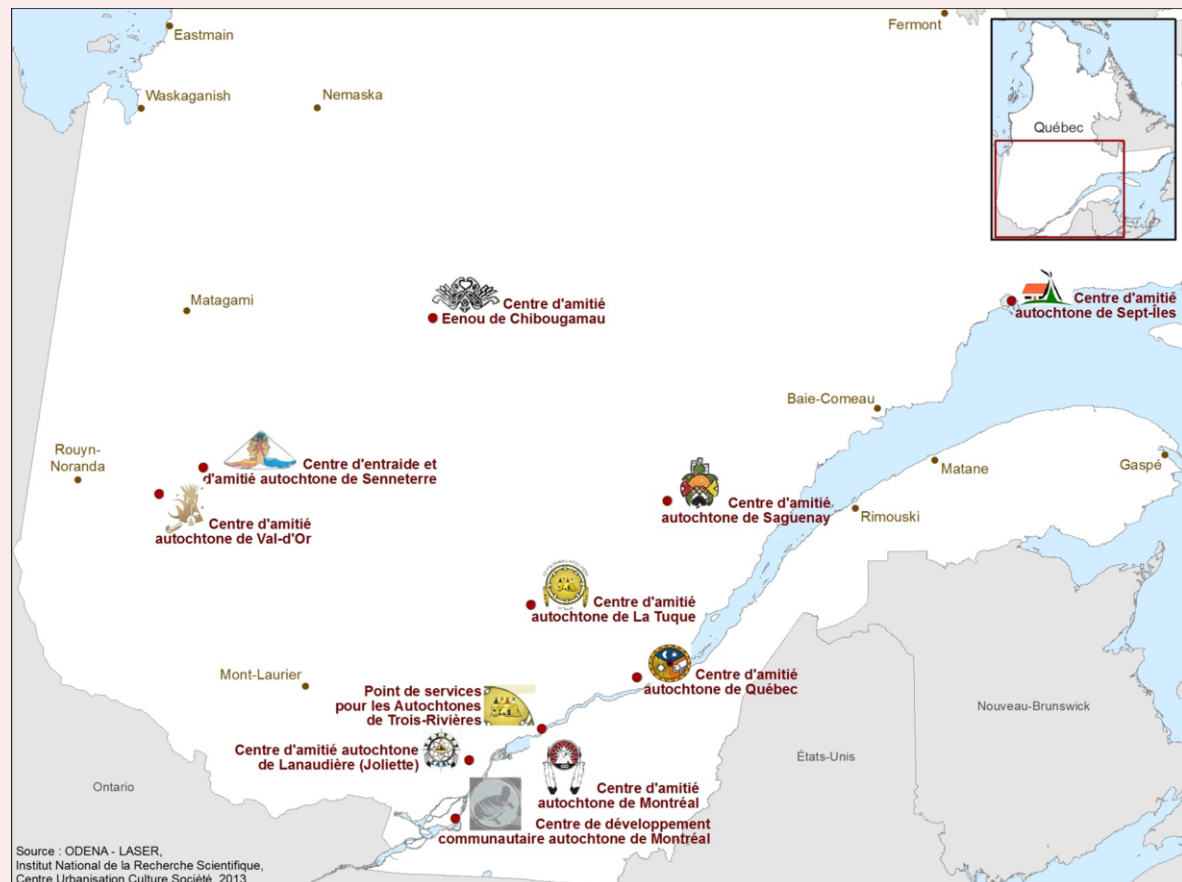 Eastmain
Fermont
Waskaganish
Nemaska
Québec
Matagami
Centre d'amitié
Eenou de Chibougamau
Centre d'amitié
autochtone de Sept-Îles
Baie-Comeau
Rouyn-
Noranda
Centre d'entraide et
d'amitié autochtone de Senneterre
Matane
Gaspé
Centre d'amitié
autochtone de Saguenay
Rimouski
Centre d'amitié
autochtone de Val-d'Or
Centre d'amitié
autochtone de La Tuque
Centre d'amitié
autochtone de Québec
Mont-Laurier
Point de services
pour les Autochtones
de Trois-Rivières
Nouveau-Brunswick
Centre d'amitié autochtone
de Lanaudière (Joliette)
États-Unis
Ontario
Centre d'amitié
autochtone de Montréal
Centre de développement
communautaire autochtone de Montréal
Source : ODENA - LASER,
Institut National de la Recherche Scientifique,
Centre Urbanisation Culture Société, 2013